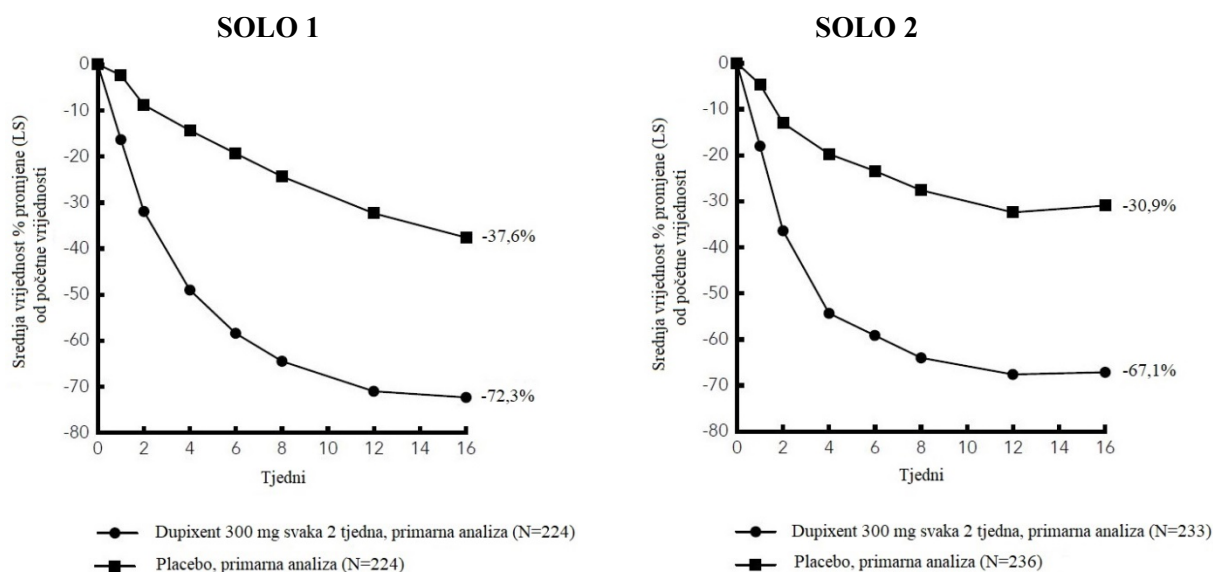 SOLO 1
Srednja vrijednost % promjene (LS)
od početne vrijednosti
0
-10
-20
-30
-40
-50
-60
-70
-80
-37,6%
-72,3%
0 2 4 6 8 10 12 14 16
Tjedni
Dupixent 300 mg svaka 2 tjedna, primarna analiza (N=224)
Placebo, primarna analiza (N=224)
SOLO 2
Srednja vrijednost % promjene (LS)
od početne vrijednosti
0
-10
-20
-30
-40
-50
-60
-70
-80
-30,9%
-67,1%
0 2 4 6 8 10 12 14 16
Tjedni
Dupixent 300 mg svaka 2 tjedna, primarna analiza (N=233)
Placebo, primarna analiza (N=236)